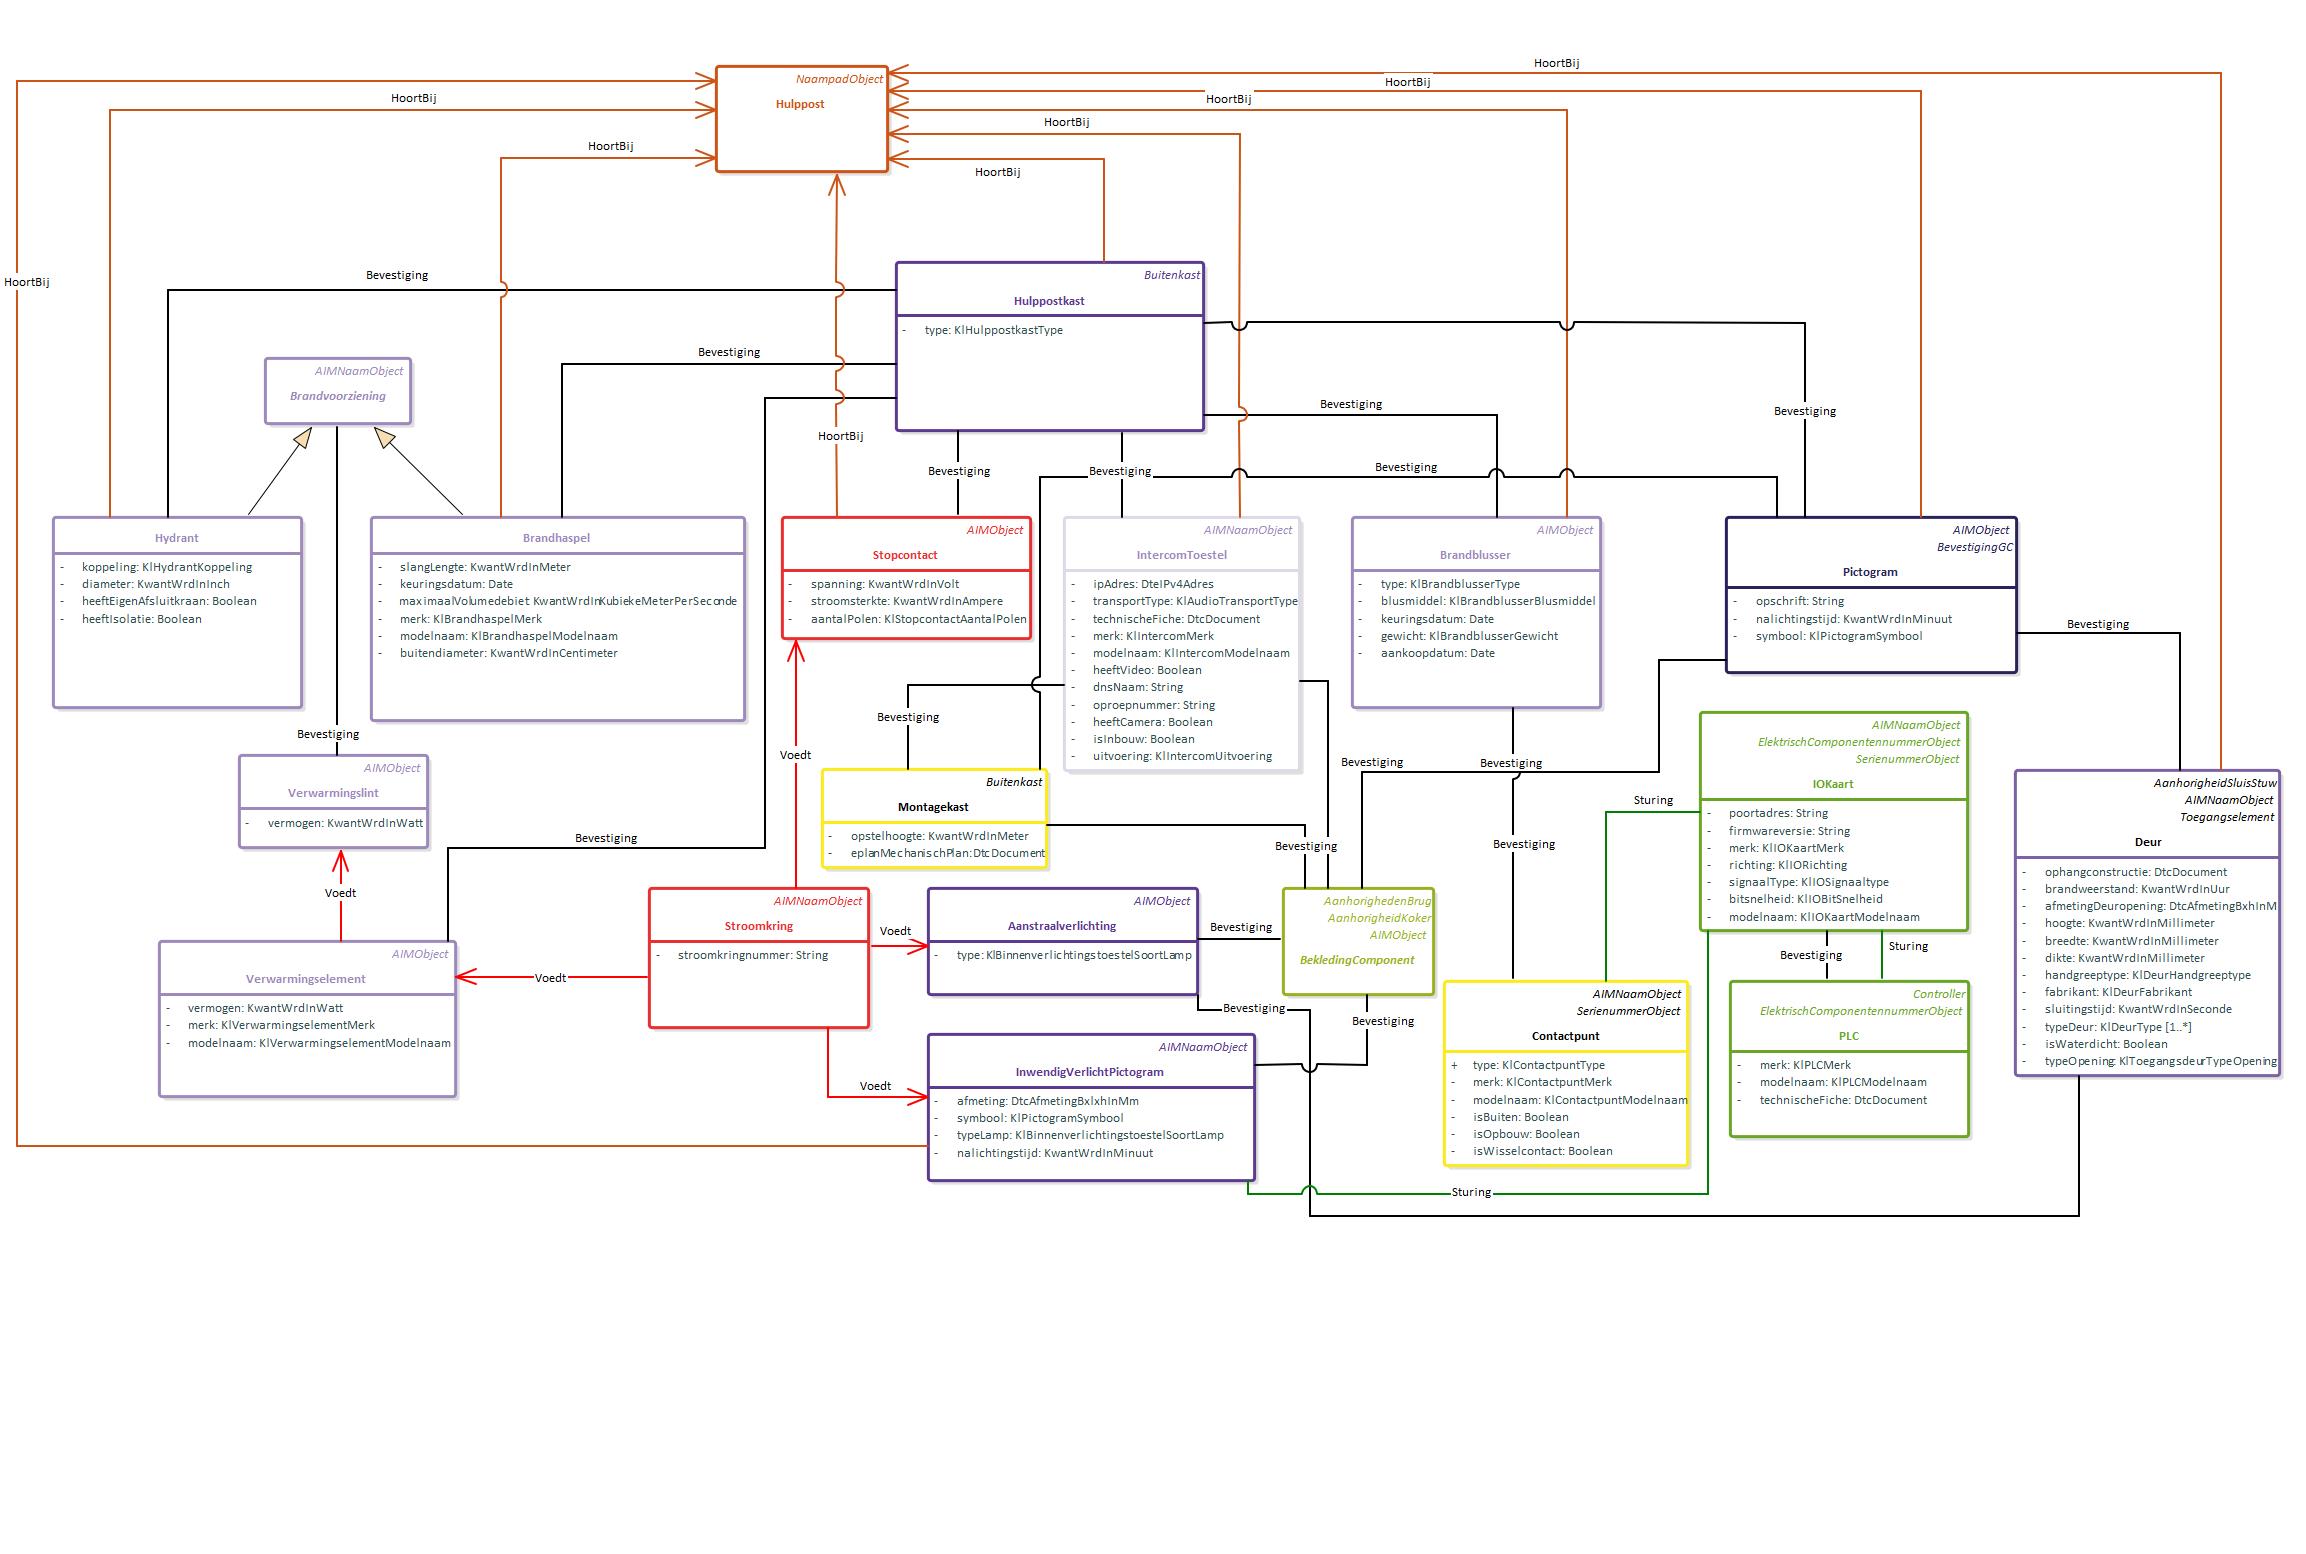 HoortBij
HoortBij
HoortBij
HoortBij
HoortBij
HoortBij
HoortBij
HoortBij
HoortBij
HoortBij
NaampadObject
Hulppost
Bevestiging
Buitenkast
Hulppostkast
- type: KlHulppostkastType
Bevestiging
Bevestiging
Bevestiging
Bevestiging
Bevestiging
Bevestiging
AIMNaamObject
Brandvoorziening
Hydrant
- koppeling: KlHydrantKoppeling
- diameter: KwantWrdInInch
- heeftEigenAfsluitkraan: Boolean
- heeftIsolatie: Boolean
Brandhaspel
- slangLengte: KwantWrdInMeter
- keuringsdatum: Date
- maximaalVolumedebiet KwantWrdInKubiekeMeterPerSeconde
- merk: KlBrandhaspelMerk
- modelnaam: KlBrandhaspelModelnaam
- buitendiameter: KwantWrdInCentimeter
AIMObject
Stopcontact
- spanning: KwantWrdInVolt
- stroomsterkte: KwantWrdInAmpere
- aantalPolen: KlStopcontactAantalPolen
AIMNaamObject
IntercomToestel
- ipAdres: DteIPv4Adres
- transportType: KlAudioTransportType
- technischeFiche: DtcDocument
- merk: KlIntercomMerk
- modelnaam: KlIntercomModelnaam
- heeftVideo: Boolean
- dnsNaam: String
- oproepnummer: String
- heeftCamera: Boolean
- isInbouw: Boolean
- uitvoering: KlIntercomUitvoering
AIMObject
Brandblusser
- type: KlBrandblusserType
- blusmiddel: KlBrandblusserBlusmiddel
- keuringsdatum: Date
- gewicht: KlBrandblusserGewicht
- aankoopdatum: Date
AIMObject
BevestigingGC
Pictogram
- opschrift: String
- nalichtingstijd: KwantWrdInMinuut
- symbool: KlPictogramSymbool
Bevestiging
Bevestiging
Bevestiging
Voedt
Bevestiging
Bevestiging
AIMObject
Verwarmingslint
- vermogen: KwantWrdInWatt
Buitenkast
Montagekast
- opstelhoogte: KwantWrdInMeter
- eplanMechanischPlan: DtcDocument
AIMNaamObject
ElektrischComponentennummerObject
SerienummerObject
IOKaart
- poortadres: String
- firmwareversie: String
- merk: KlIOKaartMerk
- richting: KlIORichting
- signaalType: KlIOSignaaltype
- bitsnelheid: KlIOBitSnelheid
- modelnaam: KlIOKaartModelnaam
AanhorigheidSluisStuw
AIMNaamObject
Toegangselement
Deur
- ophangconstructie: DtcDocument
- brandweerstand: KwantWrdInUur
- afmetingDeuropening: DtcAfmetingBxhInM
- hoogte: KwantWrdInMillimeter
- breedte: KwantWrdInMillimeter
- dikte: KwantWrdInMillimeter
- handgreeptype: KlDeurHandgreeptype
- fabrikant: KlDeurFabrikant
- sluitingstijd: KwantWrdInSeconde
- typeDeur: KlDeurType [1..*]
- isWaterdicht: Boolean
- typeOpening: KlToegangsdeurTypeOpening
Sturing
Bevestiging
Bevestiging
Bevestiging
Voedt
AIMNaamObject
Stroomkring
- stroomkringnummer: String
Voedt
AIMObject
Aanstraalverlichting
- type: KlBinnenverlichtingstoestelSoortLamp
Bevestiging
AanhorighedenBrug
AanhorigheidKoker
AIMObject
BekledingComponent
Sturing
Bevestiging
AIMObject
Verwarmingselement
- vermogen: KwantWrdInWatt
- merk: KlVerwarmingselementMerk
- modelnaam: KlVerwarmingselementModelnaam
Voedt
Bevestiging
Bevestiging
AIMNaamObject
SerienummerObject
Contactpunt
+ type: KlContactpuntType
- merk: KlContactpuntMerk
- modelnaam: KlContactpuntModelnaam
- isBuiten: Boolean
- isOpbouw: Boolean
- isWisselcontact: Boolean
Controller
ElektrischComponentennummerObject
PLC
- merk: KlPLCMerk
- modelnaam: KlPLCModelnaam
- technischeFiche: DtcDocument
Voedt
AIMNaamObject
InwendigVerlichtPictogram
- afmeting: DtcAfmetingBxlxhInMm
- symbool: KlPictogramSymbool
- typeLamp: KlBinnenverlichtingstoestelSoortLamp
- nalichtingstijd: KwantWrdInMinuut
Sturing